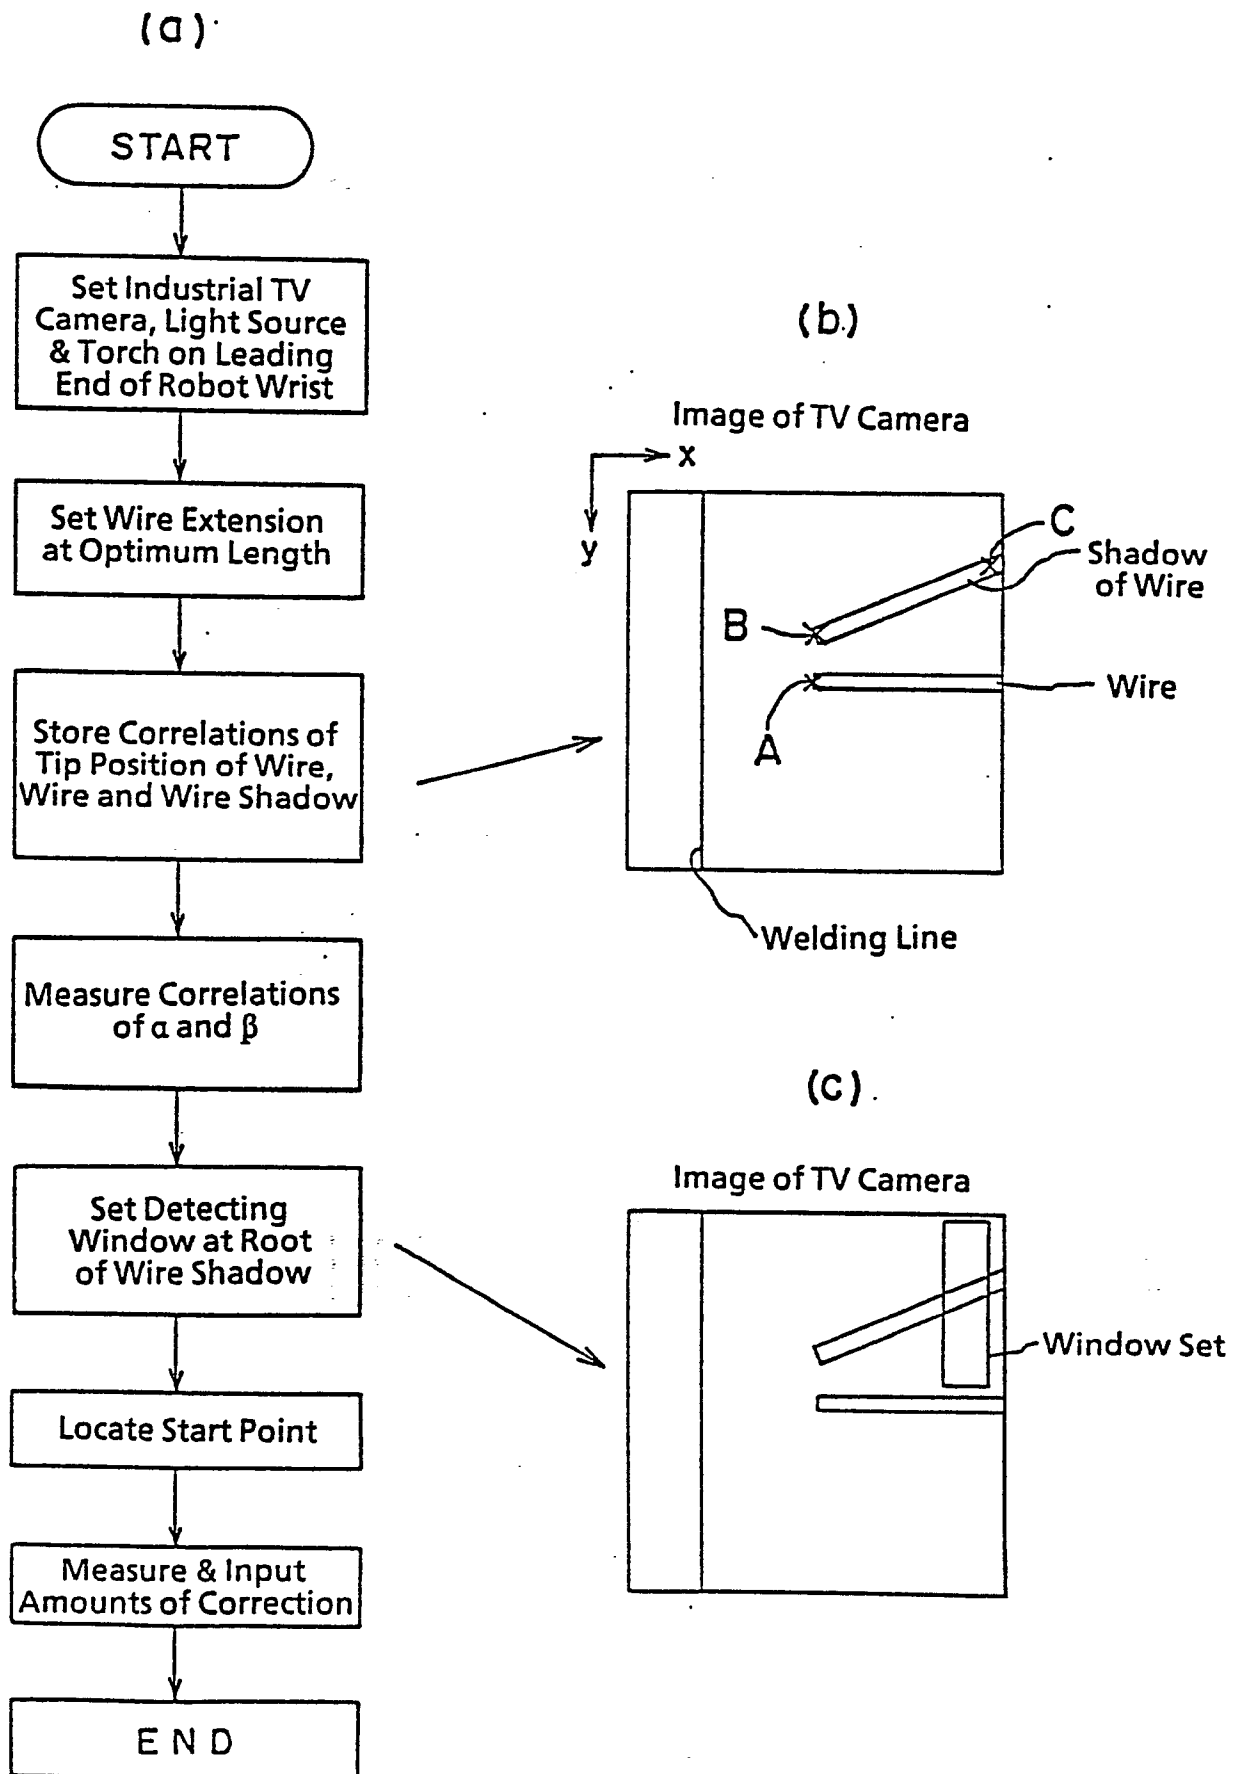 (a)
START
Set Industrial TV
Camera, Light Source
& Torch on Leading
End of Robot Wrist
Set Wire Extension
at Optimum Length
Store Correlations of
Tip Position of Wire,
Wire and Wire Shadow
Measure Correlations
of α and β
Set Detecting
Window at Root
of Wire Shadow
Locate Start Point
Measure & Input
Amounts of Correction
END
(b)
Image of TV Camera
x
y
C
Shadow
of Wire
B
Wire
A
Welding Line
(c)
Image of TV Camera
Window Set